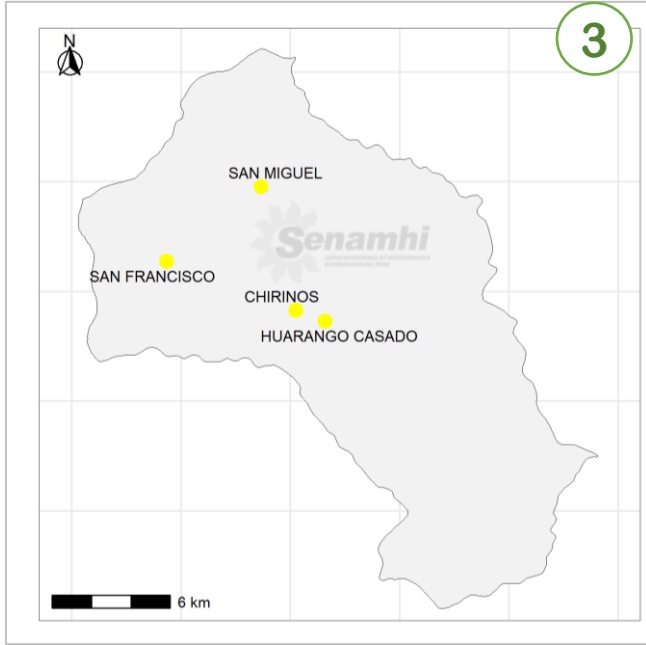 3
N
SAN MIGUEL
Senamhi
SAN FRANCISCO
CHIRINOS
HUARANGO CASADO
6 km